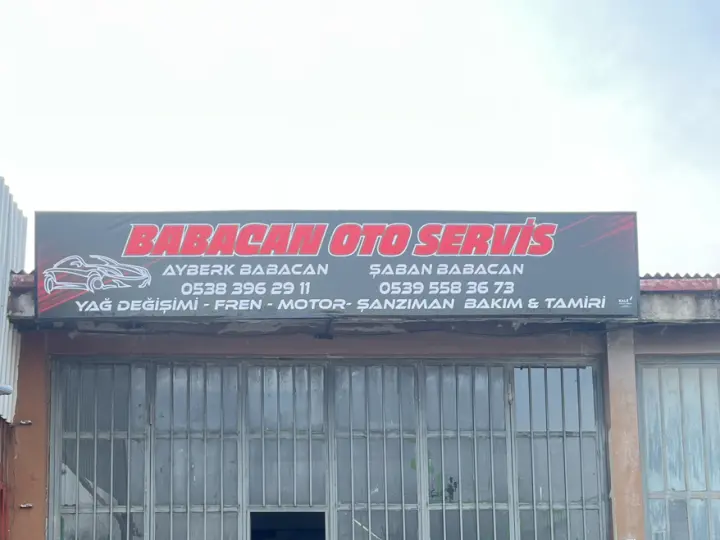 BABACAN OTO SERVİS
AYBERK BABACAN ŞABAN BABACAN
0538 396 29 11 0539 558 36 73
YAĞ DEĞİŞİMİ - FREN - MOTOR- ŞANZIMAN BAKIM & TAMİRİ